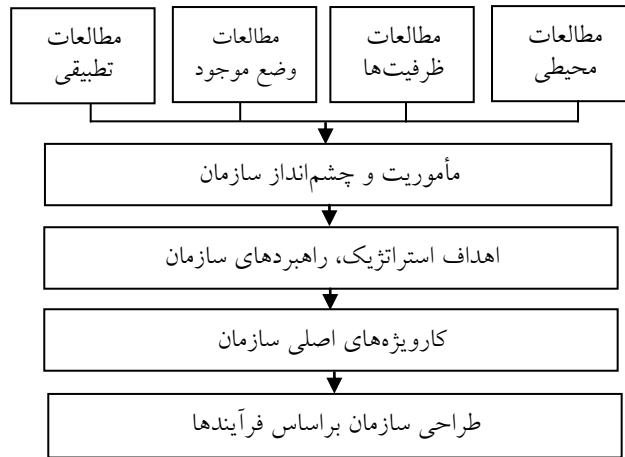 مطالعات
محیطی
مطالعات
ظرفیت‌ها
مطالعات
وضع موجود
مطالعات
تطبیقی
مأموریت و چشم‌انداز سازمان
اهداف استراتژیک، راهبردهای سازمان
کارویژه‌های اصلی سازمان
طراحی سازمان براساس فرآیندها